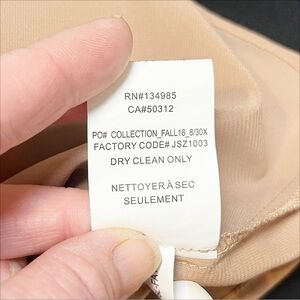 RN#134985
CA#50312
PO# COLLECTION_FALL16_8/30X
FACTORY CODE# JSZ1003
DRY CLEAN ONLY
NETTOYER À SEC
SEULEMENT